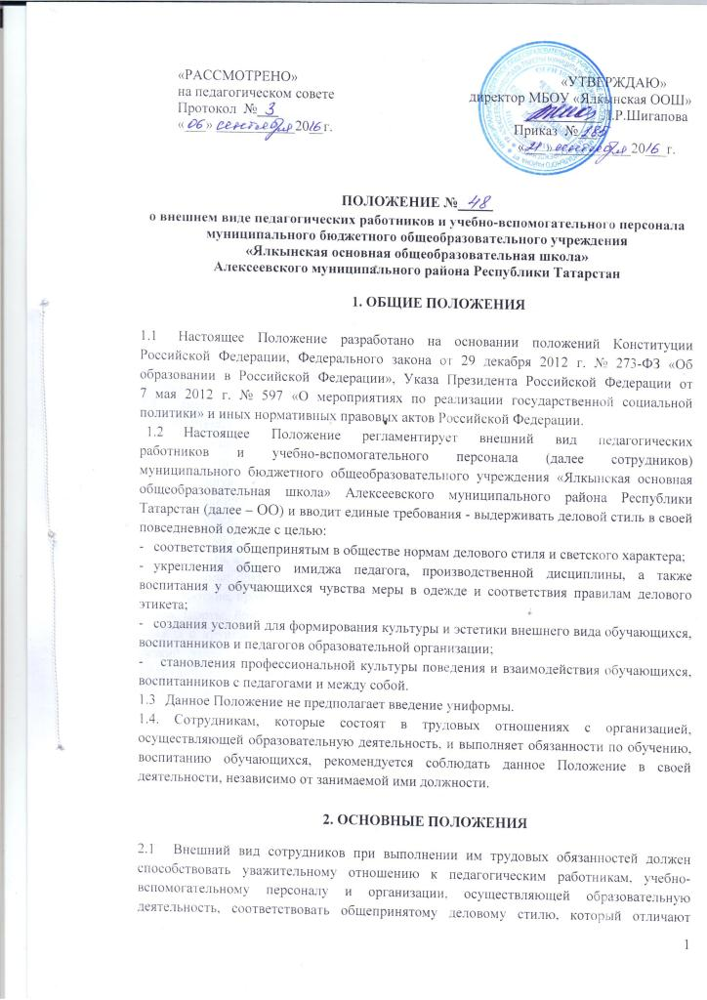 «РАССМОТРЕНО»
на педагогическом совете
Протокол № 3
«06» сентября 2016 г.
«УТВЕРЖДАЮ»
директор МБОУ «Ялкынская ООШ»
Р.Шигапова
Приказ № 185
«21» сентября 2016 г.
ПОЛОЖЕНИЕ № 48
о внешнем виде педагогических работников и учебно-вспомогательного персонала
муниципального бюджетного общеобразовательного учреждения
«Ялкынская основная общеобразовательная школа»
Алексеевского муниципального района Республики Татарстан
1. ОБЩИЕ ПОЛОЖЕНИЯ
1.1 Настоящее Положение разработано на основании положений Конституции
Российской Федерации, Федерального закона от 29 декабря 2012 г. № 273-ФЗ «Об
образовании в Российской Федерации», Указа Президента Российской Федерации от
7 мая 2012 г. № 597 «О мероприятиях по реализации государственной социальной
политики» и иных нормативных правовых актов Российской Федерации.
1.2 Настоящее Положение регламентирует внешний вид педагогических
работников и учебно-вспомогательного персонала (далее сотрудников)
муниципального бюджетного общеобразовательного учреждения «Ялкынская основная
общеобразовательная школа» Алексеевского муниципального района Республики
Татарстан (далее – ОО) и вводит единые требования - выдерживать деловой стиль в своей
повседневной одежде с целью:
- соответствия общепринятым в обществе нормам делового стиля и светского характера;
- укрепления общего имиджа педагога, производственной дисциплины, а также
воспитания у обучающихся чувства меры в одежде и соответствия правилам делового
этикета;
- создания условий для формирования культуры и эстетики внешнего вида обучающихся,
воспитанников и педагогов образовательной организации;
- становления профессиональной культуры поведения и взаимодействия обучающихся,
воспитанников с педагогами и между собой.
1.3 Данное Положение не предполагает введение униформы.
1.4. Сотрудникам, которые состоят в трудовых отношениях с организацией,
осуществляющей образовательную деятельность, и выполняет обязанности по обучению,
воспитанию обучающихся, рекомендуется соблюдать данное Положение в своей
деятельности, независимо от занимаемой ими должности.
2. ОСНОВНЫЕ ПОЛОЖЕНИЯ
2.1 Внешний вид сотрудников при выполнении им трудовых обязанностей должен
способствовать уважительному отношению к педагогическим работникам, учебно-
вспомогательному персоналу и организации, осуществляющей образовательную
деятельность, соответствовать общепринятому деловому стилю, который отличают
1